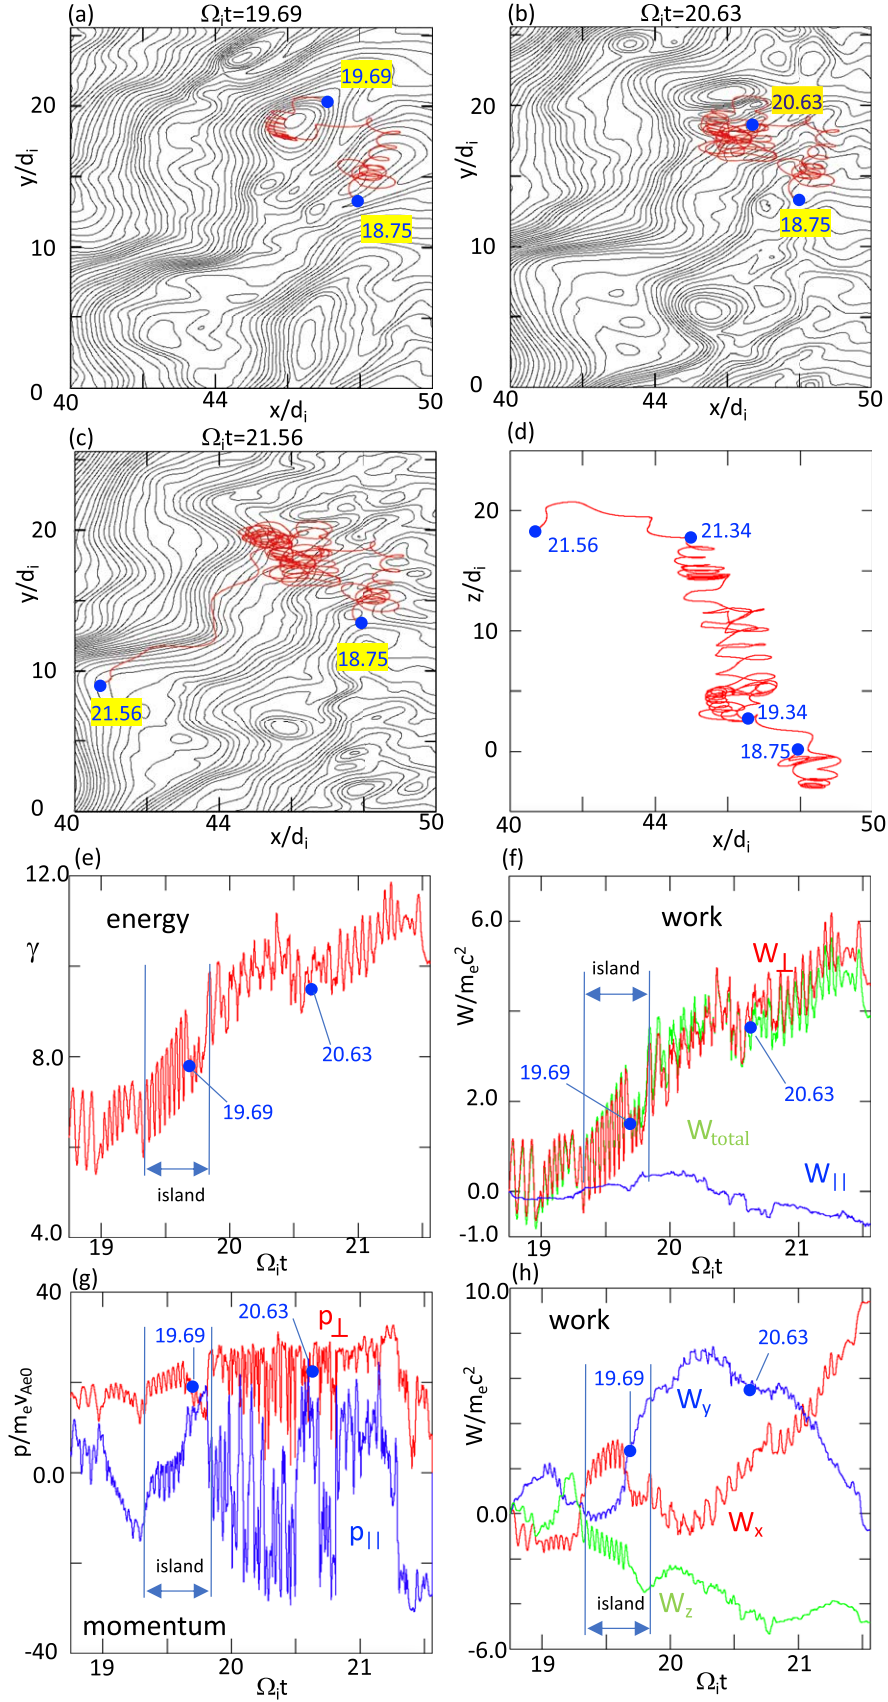 (a) Ωᵢt=19.69
20
10
0
y/dᵢ
19.69
18.75
40 44 50
x/dᵢ
(b) Ωᵢt=20.63
20
10
0
y/dᵢ
20.63
18.75
40 44 50
x/dᵢ
(c) Ωᵢt=21.56
20
10
0
y/dᵢ
18.75
21.56
40 44 50
x/dᵢ
(d)
20
10
0
z/dᵢ
21.56
21.34
19.34
18.75
40 44 50
x/dᵢ
(e)
12.0
γ
8.0
4.0
energy
20.63
19.69
island
19 20 21
Ωᵢt
(f)
6.0
2.0
0.0
-1.0
W/mₑc²
work
island
W⊥
19.69
20.63
W_total
W||
19 20 21
Ωᵢt
(g)
40
0.0
-40
p/mₑv_Ae0
20.63
p⊥
19.69
p||
island
momentum
19 20 21
Ωᵢt
(h)
10.0
0.0
-6.0
W/mₑc²
work
20.63
19.69
W_y
W_x
island
W_z
19 20 21
Ωᵢt